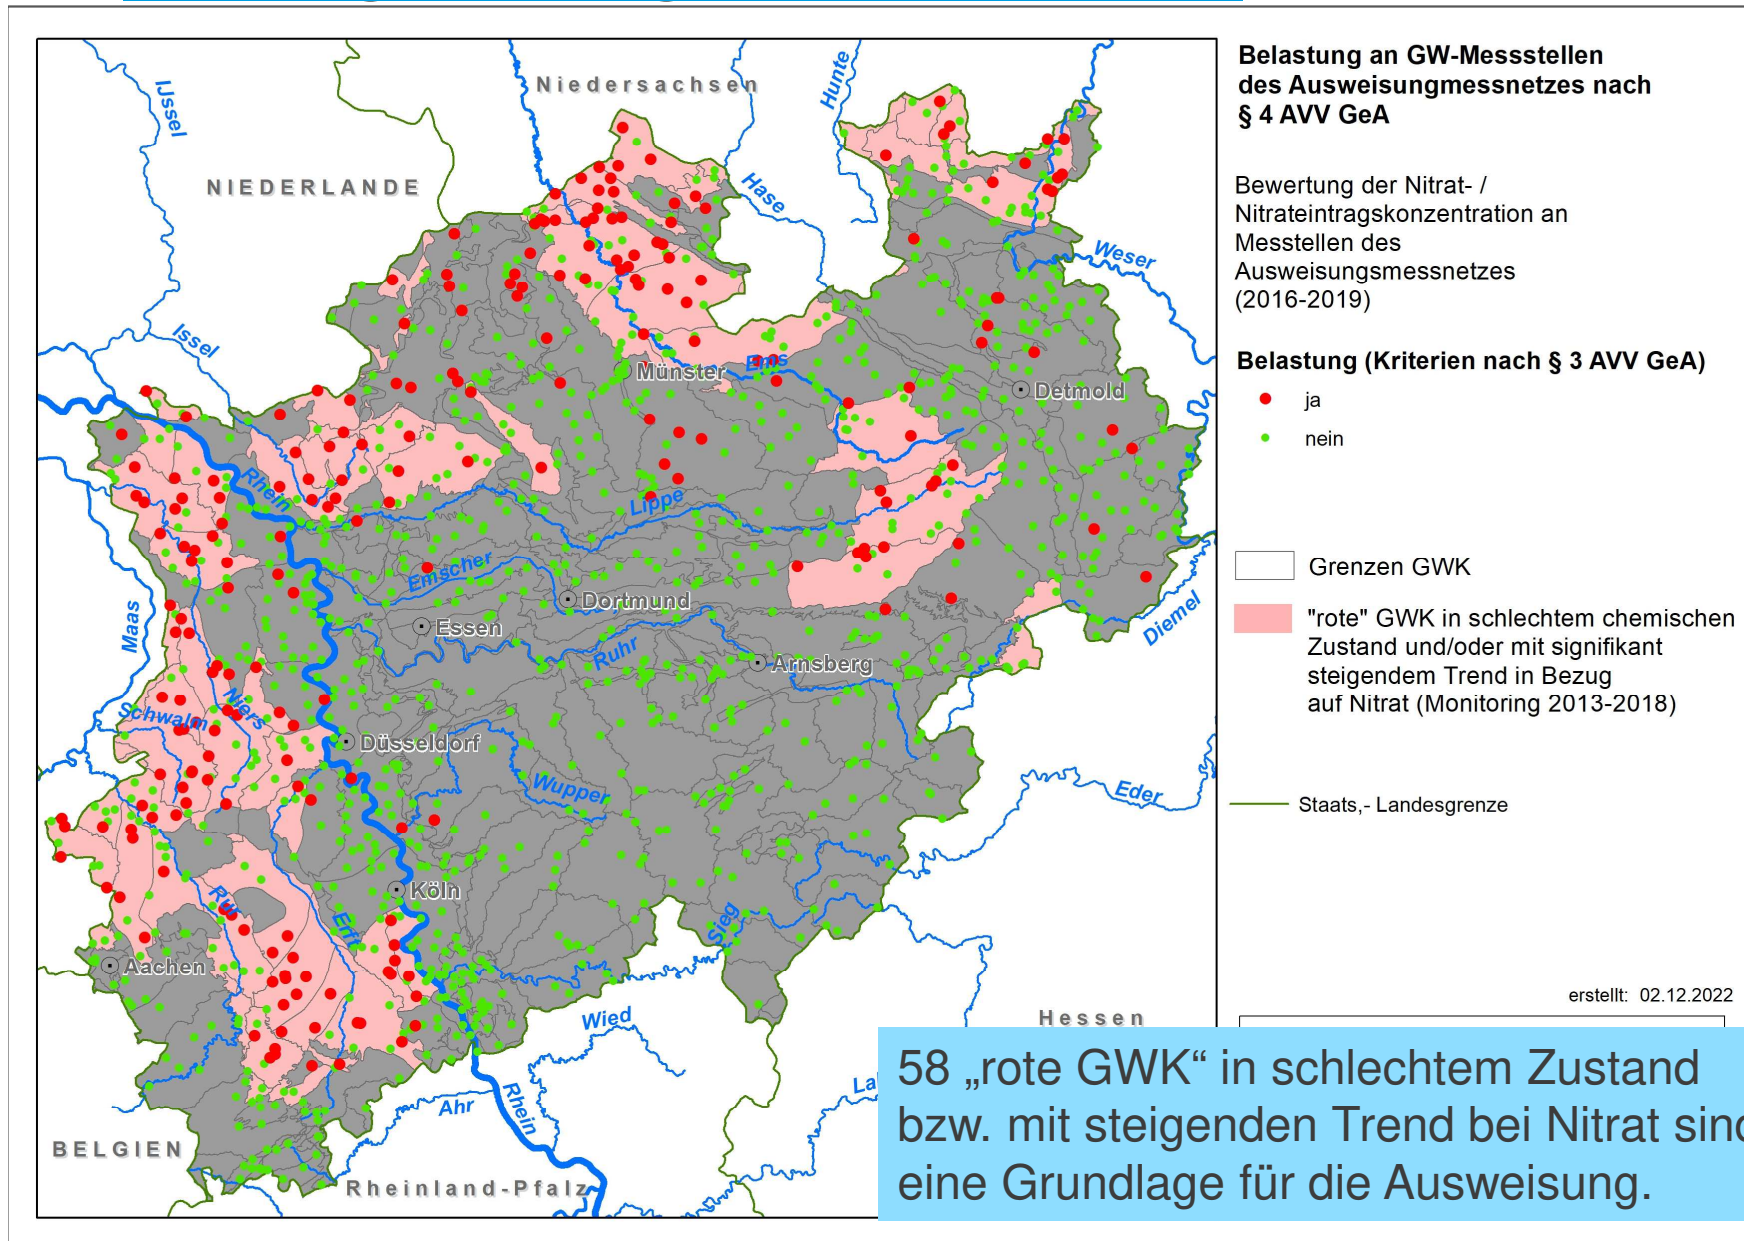 Niedersachsen
NIEDERLANDE
IJssel
Hunte
Hase
Weser
Issel
Münster
Ems
Detmold
Rhein
Lippe
Emscher
Dortmund
Essen
Ruhr
Arnsberg
Diemel
Maas
Niers
Schwalm
Düsseldorf
Wupper
Eder
Köln
Rur
Erft
Sieg
Aachen
Wied
Hessen
Ahr
Rhein
BELGIEN
Rheinland-Pfalz
Belastung an GW-Messstellen
des Ausweisungmessnetzes nach
§ 4 AVV GeA
Bewertung der Nitrat- /
Nitrateintragskonzentration an
Messtellen des
Ausweisungsmessnetzes
(2016-2019)
Belastung (Kriterien nach § 3 AVV GeA)
ja
nein
Grenzen GWK
"rote" GWK in schlechtem chemischen
Zustand und/oder mit signifikant
steigendem Trend in Bezug
auf Nitrat (Monitoring 2013-2018)
Staats,- Landesgrenze
erstellt: 02.12.2022
58 „rote GWK“ in schlechtem Zustand
bzw. mit steigenden Trend bei Nitrat sind
eine Grundlage für die Ausweisung.